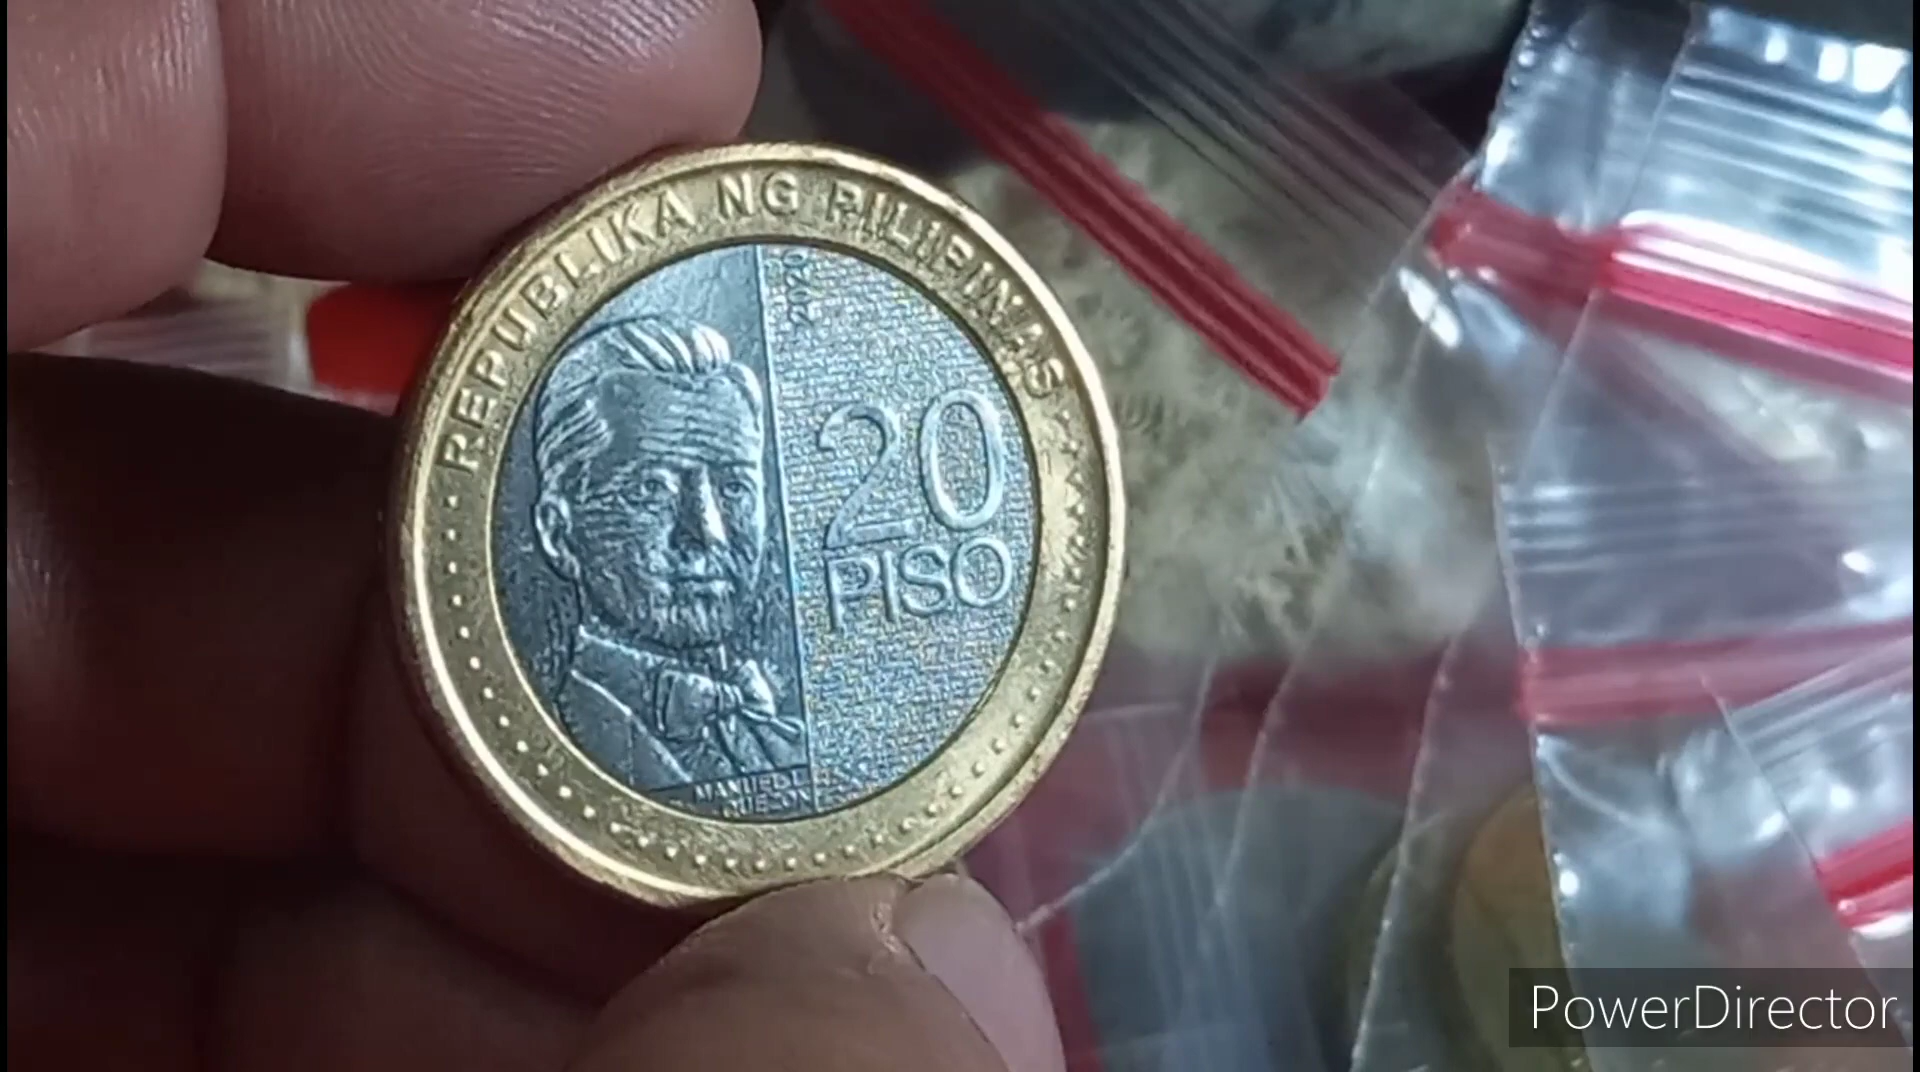 REPUBLIKA NG PILIPINAS
2020
20
PISO
MANUEL L.
QUEZON
PowerDirector